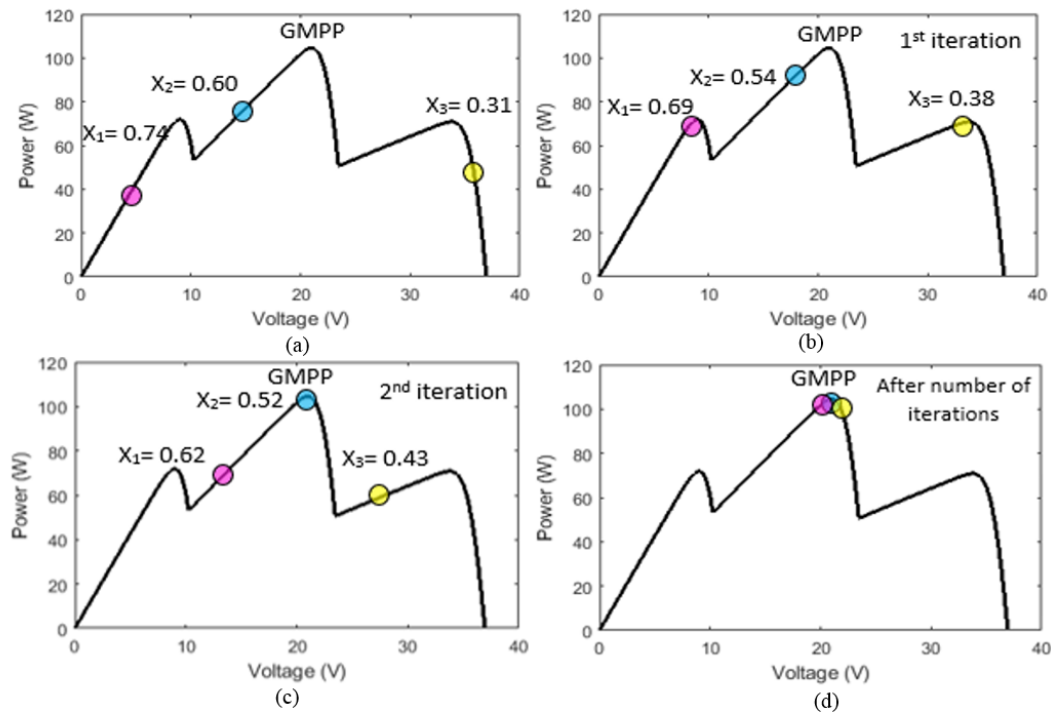 120
100
80
60
40
20
0
Power (W)
GMPP
X₂= 0.60
X₁= 0.74
X₃= 0.31
0 10 20 30 40
Voltage (V)
(a)
120
100
80
60
40
20
0
Power (W)
GMPP
1st iteration
X₂= 0.54
X₁= 0.69
X₃= 0.38
0 10 20 30 40
Voltage (V)
(b)
120
100
80
60
40
20
0
Power (W)
GMPP
2nd iteration
X₂= 0.52
X₁= 0.62
X₃= 0.43
0 10 20 30 40
Voltage (V)
(c)
120
100
80
60
40
20
0
Power (W)
GMPP
After number of
iterations
0 10 20 30 40
Voltage (V)
(d)